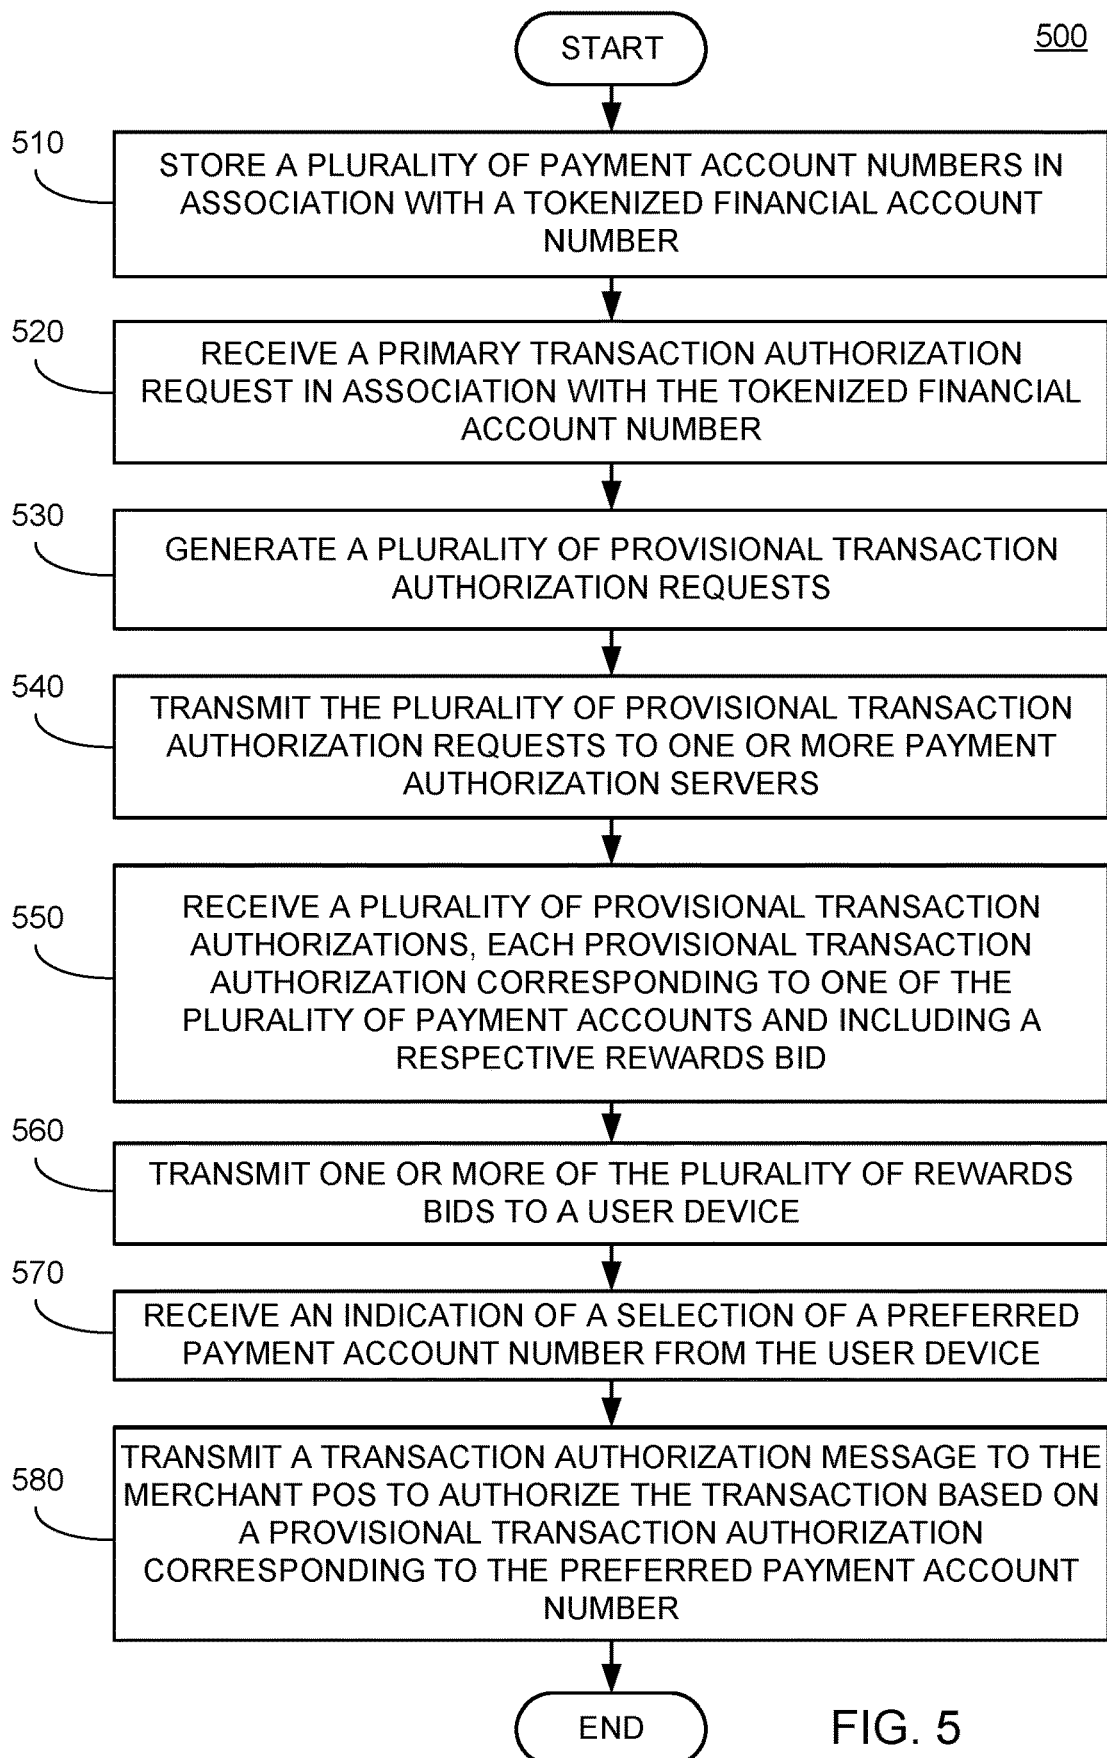 START
500
510
STORE A PLURALITY OF PAYMENT ACCOUNT NUMBERS IN
ASSOCIATION WITH A TOKENIZED FINANCIAL ACCOUNT
NUMBER
520
RECEIVE A PRIMARY TRANSACTION AUTHORIZATION
REQUEST IN ASSOCIATION WITH THE TOKENIZED FINANCIAL
ACCOUNT NUMBER
530
GENERATE A PLURALITY OF PROVISIONAL TRANSACTION
AUTHORIZATION REQUESTS
540
TRANSMIT THE PLURALITY OF PROVISIONAL TRANSACTION
AUTHORIZATION REQUESTS TO ONE OR MORE PAYMENT
AUTHORIZATION SERVERS
550
RECEIVE A PLURALITY OF PROVISIONAL TRANSACTION
AUTHORIZATIONS, EACH PROVISIONAL TRANSACTION
AUTHORIZATION CORRESPONDING TO ONE OF THE
PLURALITY OF PAYMENT ACCOUNTS AND INCLUDING A
RESPECTIVE REWARDS BID
560
TRANSMIT ONE OR MORE OF THE PLURALITY OF REWARDS
BIDS TO A USER DEVICE
570
RECEIVE AN INDICATION OF A SELECTION OF A PREFERRED
PAYMENT ACCOUNT NUMBER FROM THE USER DEVICE
580
TRANSMIT A TRANSACTION AUTHORIZATION MESSAGE TO THE
MERCHANT POS TO AUTHORIZE THE TRANSACTION BASED ON
A PROVISIONAL TRANSACTION AUTHORIZATION
CORRESPONDING TO THE PREFERRED PAYMENT ACCOUNT
NUMBER
END
FIG. 5